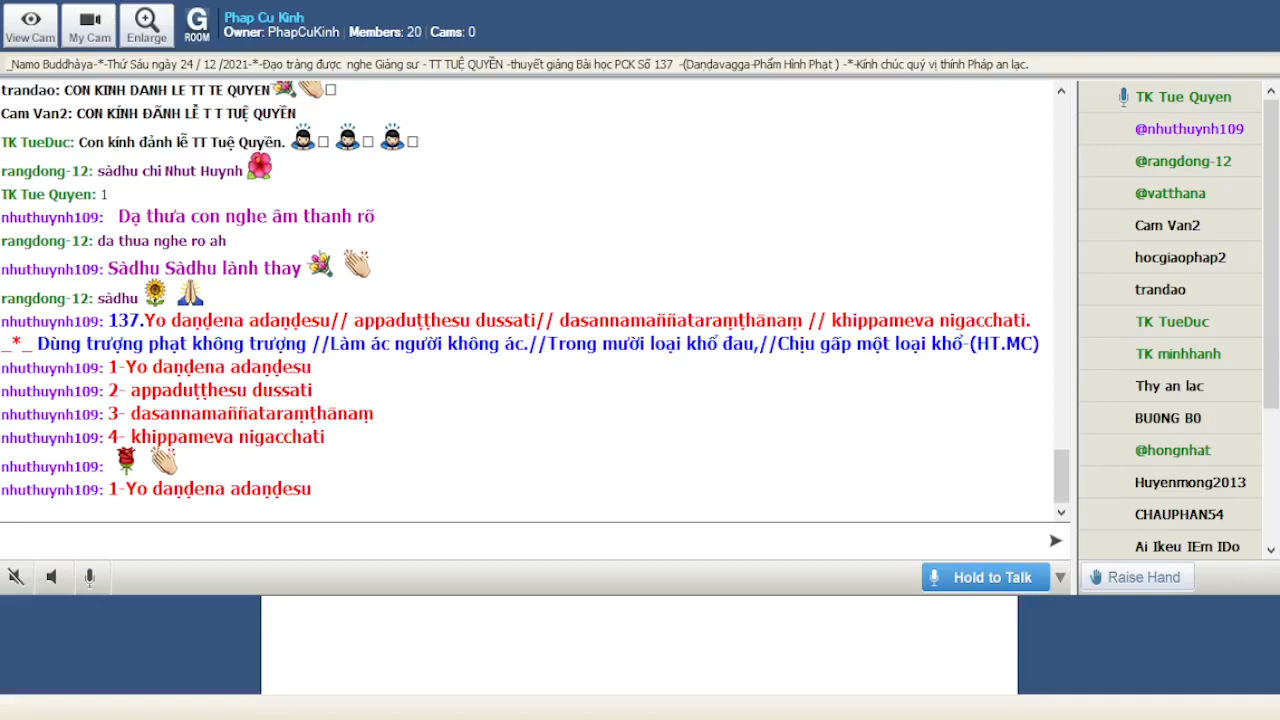 View Cam
My Cam
Enlarge
G
ROOM
Phap Cu Kinh
Owner: PhapCuKinh | Members: 20 | Cams: 0
_Namo Buddhàya-*-Thứ Sáu ngày 24 / 12 /2021-*-Đạo tràng được nghe Giảng sư - TT TUỆ QUYỀN -thuyết giảng Bài học PCK Số 137 -(Daṇḍavagga-Phẩm Hình Phạt ) -*-Kính chúc quý vị thính Pháp an lạc.
trandao: CON KINH DANH LE TT TE QUYEN
Cam Van2: CON KÍNH ĐÃNH LỄ T T TUỆ QUYỀN
TK TueDuc: Con kính đảnh lễ TT Tuệ Quyền.
rangdong-12: sàdhu chi Nhut Huynh
TK Tue Quyen: 1
nhuthuynh109: Dạ thưa con nghe âm thanh rõ
rangdong-12: da thua nghe ro ah
nhuthuynh109: Sàdhu Sàdhu lành thay
rangdong-12: sàdhu
nhuthuynh109: 137.Yo daṇḍena adaṇḍesu// appaduṭṭhesu dussati// dasannamaññataraṃṭhānaṃ // khippameva nigacchati.
_*_ Dùng trượng phạt không trượng //Làm ác người không ác.//Trong mười loại khổ đau,//Chịu gấp một loại khổ-(HT.MC)
nhuthuynh109: 1-Yo daṇḍena adaṇḍesu
nhuthuynh109: 2- appaduṭṭhesu dussati
nhuthuynh109: 3- dasannamaññataraṃṭhānaṃ
nhuthuynh109: 4- khippameva nigacchati
nhuthuynh109:
nhuthuynh109: 1-Yo daṇḍena adaṇḍesu
TK Tue Quyen
@nhuthuynh109
@rangdong-12
@vatthana
Cam Van2
hocgiaophap2
trandao
TK TueDuc
TK minhhanh
Thy an lac
BU0NG B0
@hongnhat
Huyenmong2013
CHAUPHAN54
Ai Ikeu IEm IDo
Hold to Talk
Raise Hand